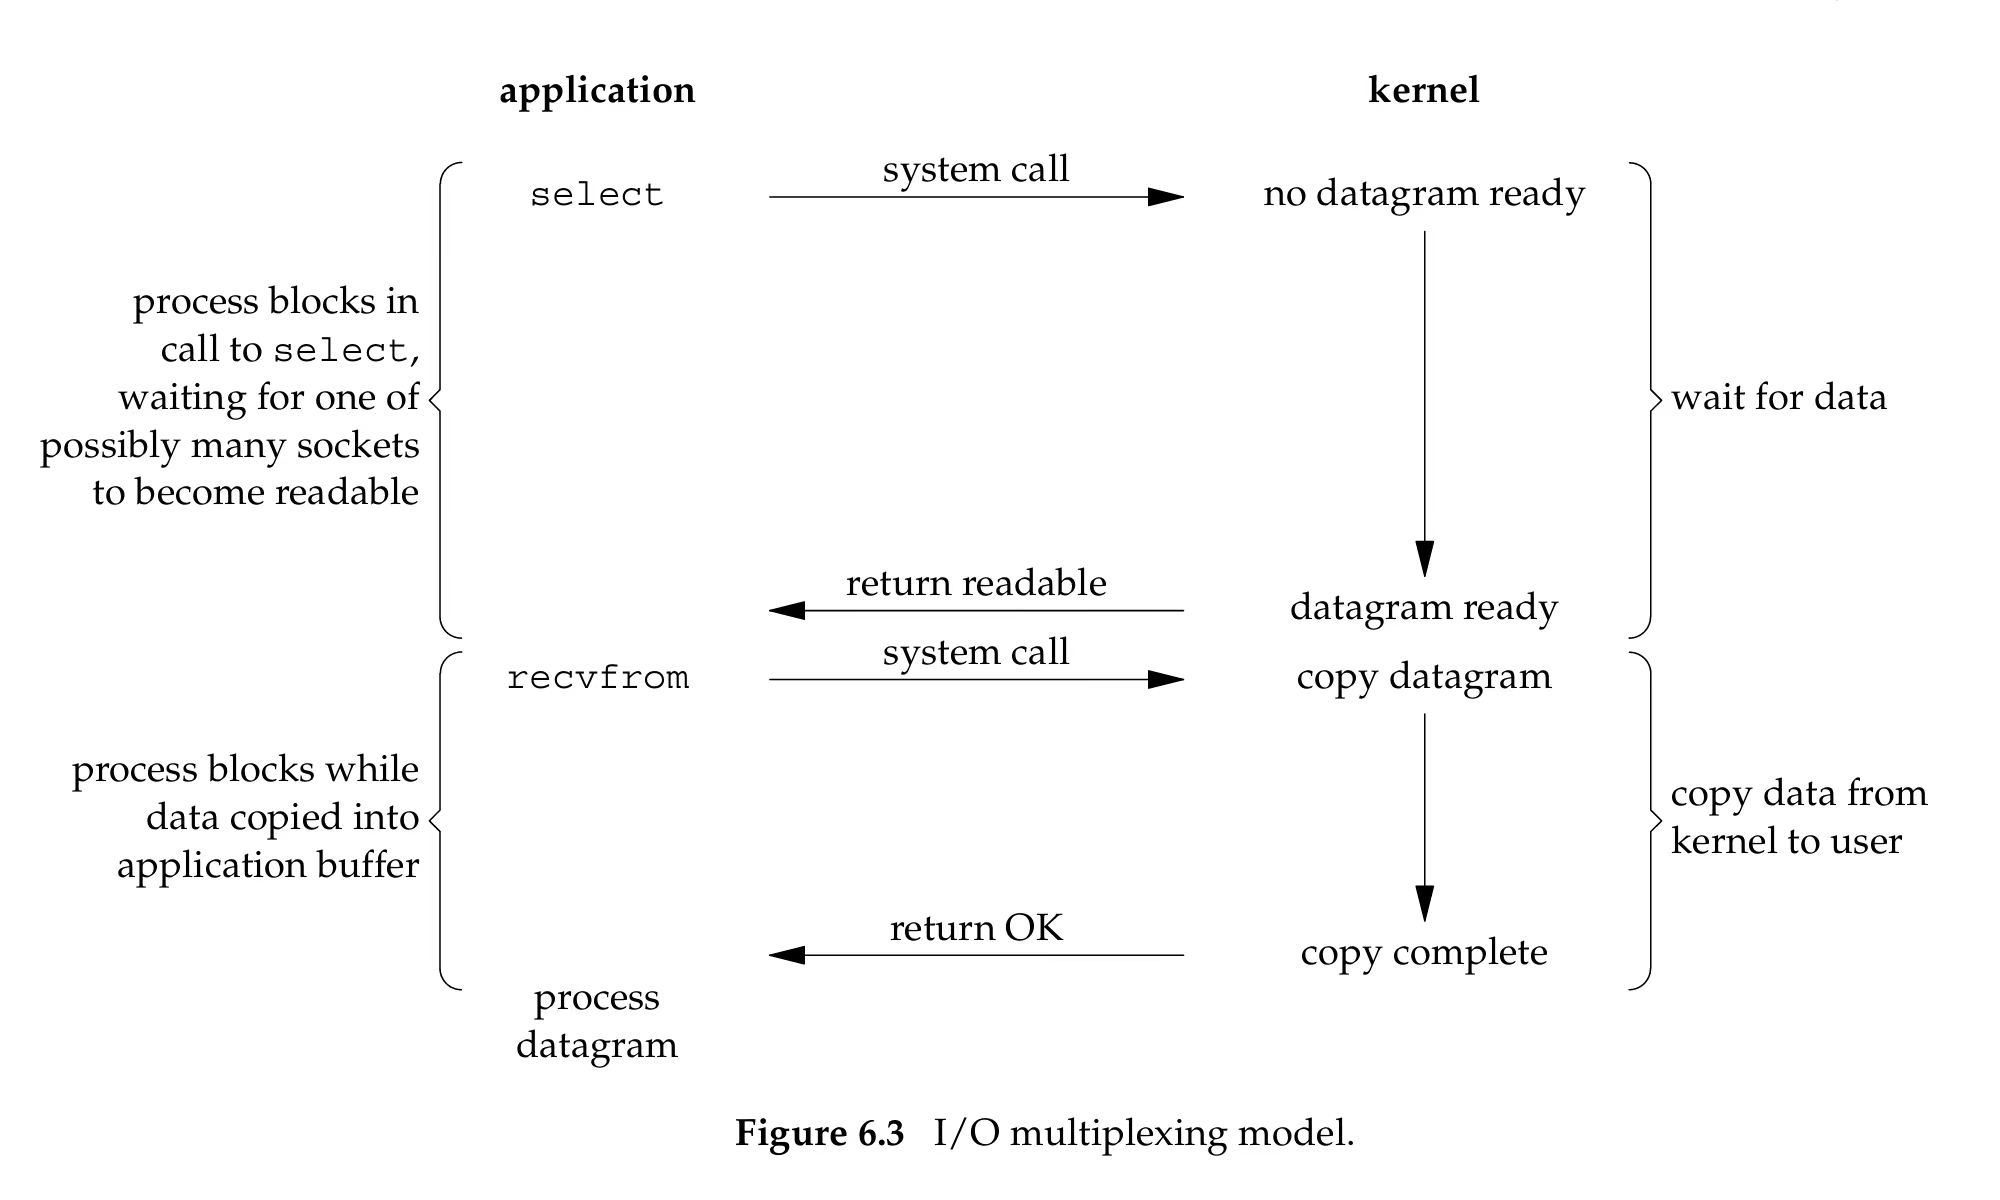 application
kernel
select
system call
no datagram ready
process blocks in
call to select,
waiting for one of
possibly many sockets
to become readable
wait for data
return readable
datagram ready
recvfrom
system call
copy datagram
process blocks while
data copied into
application buffer
copy data from
kernel to user
return OK
copy complete
process
datagram
Figure 6.3 I/O multiplexing model.